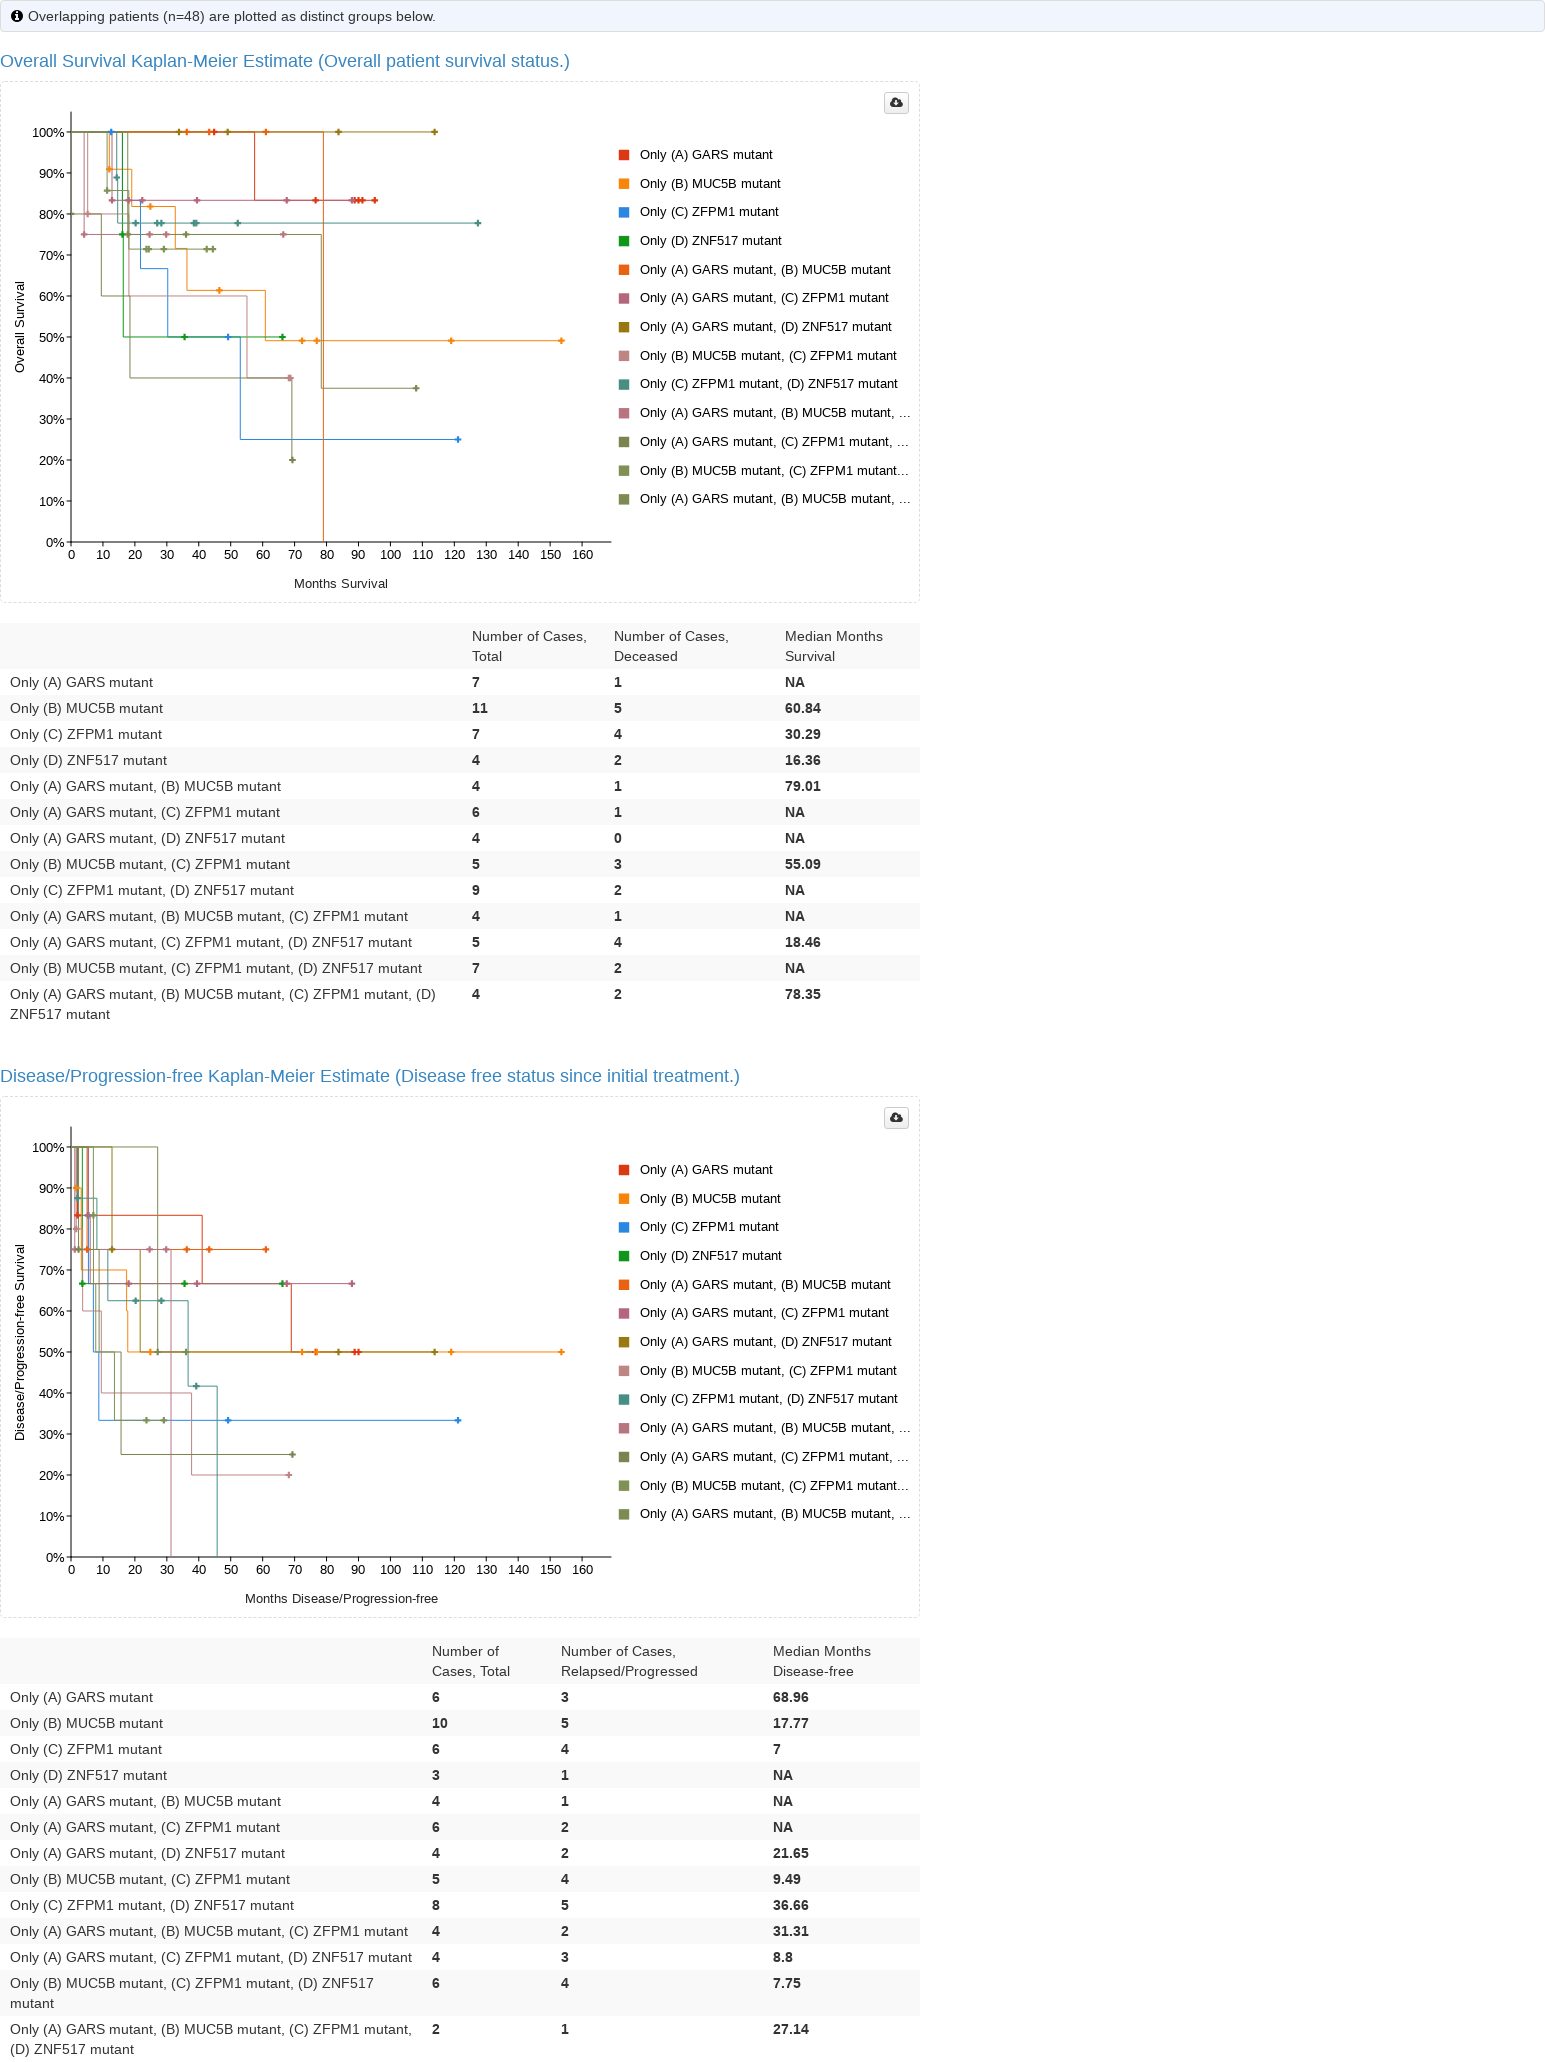 Overlapping patients (n=48) are plotted as distinct groups below.
Overall Survival Kaplan-Meier Estimate (Overall patient survival status.)
100%
90%
80%
70%
60%
50%
40%
30%
20%
10%
0%
Overall Survival
0 10 20 30 40 50 60 70 80 90 100 110 120 130 140 150 160
Months Survival
Only (A) GARS mutant
Only (B) MUC5B mutant
Only (C) ZFPM1 mutant
Only (D) ZNF517 mutant
Only (A) GARS mutant, (B) MUC5B mutant
Only (A) GARS mutant, (C) ZFPM1 mutant
Only (A) GARS mutant, (D) ZNF517 mutant
Only (B) MUC5B mutant, (C) ZFPM1 mutant
Only (C) ZFPM1 mutant, (D) ZNF517 mutant
Only (A) GARS mutant, (B) MUC5B mutant, ...
Only (A) GARS mutant, (C) ZFPM1 mutant, ...
Only (B) MUC5B mutant, (C) ZFPM1 mutant...
Only (A) GARS mutant, (B) MUC5B mutant, ...
Number of Cases, Number of Cases, Median Months
Total Deceased Survival
Only (A) GARS mutant 7 1 NA
Only (B) MUC5B mutant 11 5 60.84
Only (C) ZFPM1 mutant 7 4 30.29
Only (D) ZNF517 mutant 4 2 16.36
Only (A) GARS mutant, (B) MUC5B mutant 4 1 79.01
Only (A) GARS mutant, (C) ZFPM1 mutant 6 1 NA
Only (A) GARS mutant, (D) ZNF517 mutant 4 0 NA
Only (B) MUC5B mutant, (C) ZFPM1 mutant 5 3 55.09
Only (C) ZFPM1 mutant, (D) ZNF517 mutant 9 2 NA
Only (A) GARS mutant, (B) MUC5B mutant, (C) ZFPM1 mutant 4 1 NA
Only (A) GARS mutant, (C) ZFPM1 mutant, (D) ZNF517 mutant 5 4 18.46
Only (B) MUC5B mutant, (C) ZFPM1 mutant, (D) ZNF517 mutant 7 2 NA
Only (A) GARS mutant, (B) MUC5B mutant, (C) ZFPM1 mutant, (D) 4 2 78.35
ZNF517 mutant
Disease/Progression-free Kaplan-Meier Estimate (Disease free status since initial treatment.)
100%
90%
80%
70%
60%
50%
40%
30%
20%
10%
0%
Disease/Progression-free Survival
0 10 20 30 40 50 60 70 80 90 100 110 120 130 140 150 160
Months Disease/Progression-free
Only (A) GARS mutant
Only (B) MUC5B mutant
Only (C) ZFPM1 mutant
Only (D) ZNF517 mutant
Only (A) GARS mutant, (B) MUC5B mutant
Only (A) GARS mutant, (C) ZFPM1 mutant
Only (A) GARS mutant, (D) ZNF517 mutant
Only (B) MUC5B mutant, (C) ZFPM1 mutant
Only (C) ZFPM1 mutant, (D) ZNF517 mutant
Only (A) GARS mutant, (B) MUC5B mutant, ...
Only (A) GARS mutant, (C) ZFPM1 mutant, ...
Only (B) MUC5B mutant, (C) ZFPM1 mutant...
Only (A) GARS mutant, (B) MUC5B mutant, ...
Number of Number of Cases, Median Months
Cases, Total Relapsed/Progressed Disease-free
Only (A) GARS mutant 6 3 68.96
Only (B) MUC5B mutant 10 5 17.77
Only (C) ZFPM1 mutant 6 4 7
Only (D) ZNF517 mutant 3 1 NA
Only (A) GARS mutant, (B) MUC5B mutant 4 1 NA
Only (A) GARS mutant, (C) ZFPM1 mutant 6 2 NA
Only (A) GARS mutant, (D) ZNF517 mutant 4 2 21.65
Only (B) MUC5B mutant, (C) ZFPM1 mutant 5 4 9.49
Only (C) ZFPM1 mutant, (D) ZNF517 mutant 8 5 36.66
Only (A) GARS mutant, (B) MUC5B mutant, (C) ZFPM1 mutant 4 2 31.31
Only (A) GARS mutant, (C) ZFPM1 mutant, (D) ZNF517 mutant 4 3 8.8
Only (B) MUC5B mutant, (C) ZFPM1 mutant, (D) ZNF517 6 4 7.75
mutant
Only (A) GARS mutant, (B) MUC5B mutant, (C) ZFPM1 mutant, 2 1 27.14
(D) ZNF517 mutant